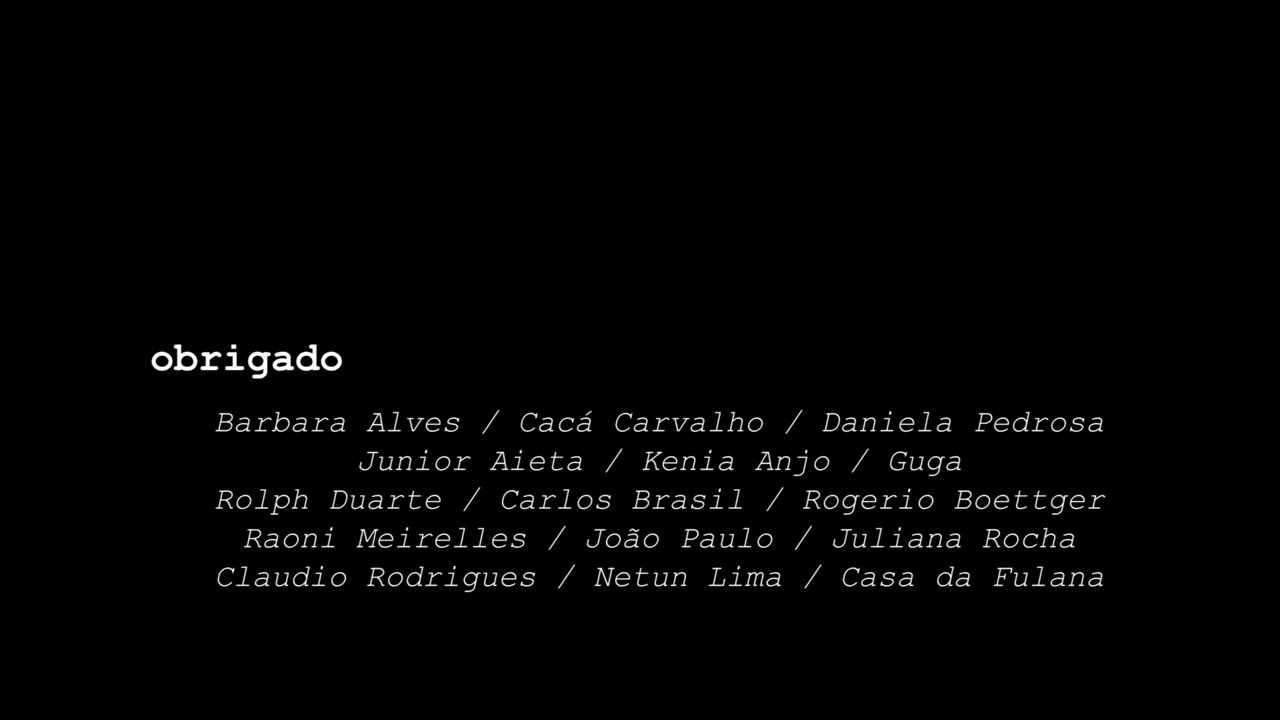 obrigado
Barbara Alves / Cacá Carvalho / Daniela Pedrosa
Junior Aieta / Kenia Anjo / Guga
Rolph Duarte / Carlos Brasil / Rogerio Boettger
Raoni Meirelles / João Paulo / Juliana Rocha
Claudio Rodrigues / Netun Lima / Casa da Fulana